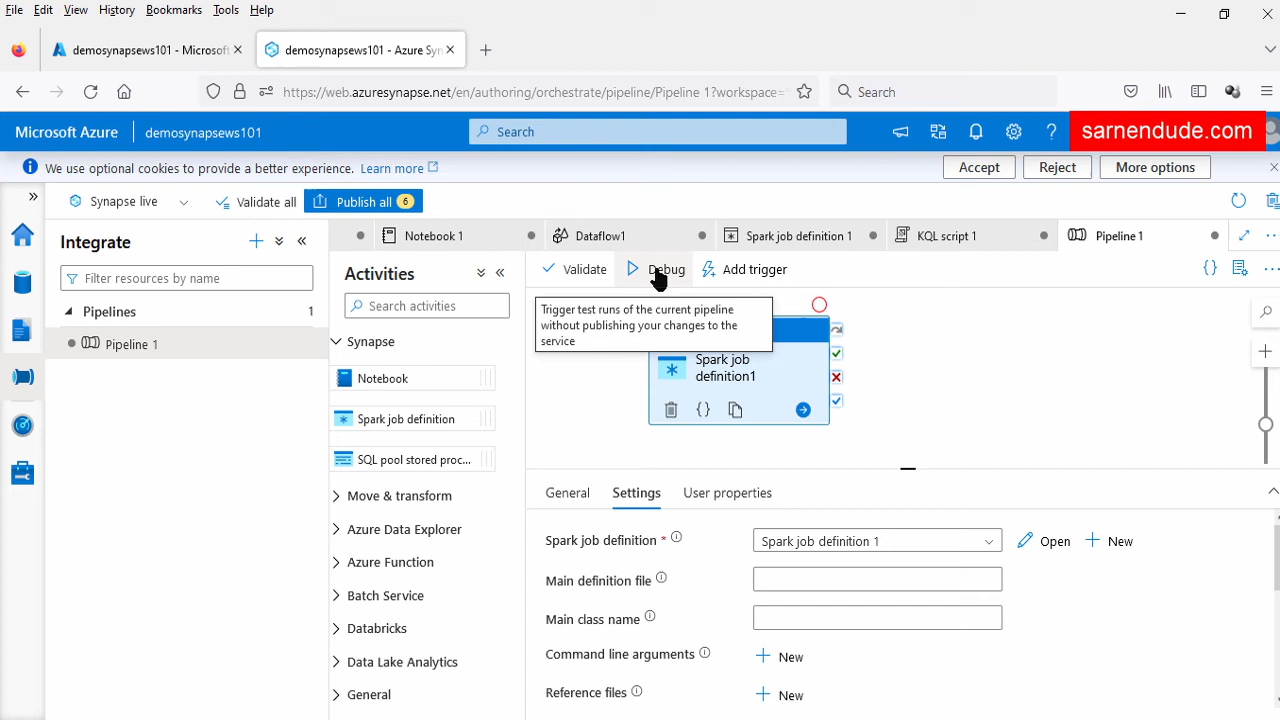 File Edit View History Bookmarks Tools Help
demosynapsews101 - Microsoft
demosynapsews101 - Azure Syn
https://web.azuresynapse.net/en/authoring/orchestrate/pipeline/Pipeline 1?workspace=
Search
Microsoft Azure
demosynapsews101
Search
sarnendude.com
We use optional cookies to provide a better experience. Learn more
Accept
Reject
More options
Synapse live
Validate all
Publish all 6
Integrate
Notebook 1
Dataflow1
Spark job definition 1
KQL script 1
Pipeline 1
Filter resources by name
Pipelines 1
Pipeline 1
Activities
Search activities
Synapse
Notebook
Spark job definition
SQL pool stored proc...
Move & transform
Azure Data Explorer
Azure Function
Batch Service
Databricks
Data Lake Analytics
General
Validate
Debug
Add trigger
Trigger test runs of the current pipeline
without publishing your changes to the
service
Spark job
definition1
General
Settings
User properties
Spark job definition *
Spark job definition 1
Open
New
Main definition file
Main class name
Command line arguments
New
Reference files
New